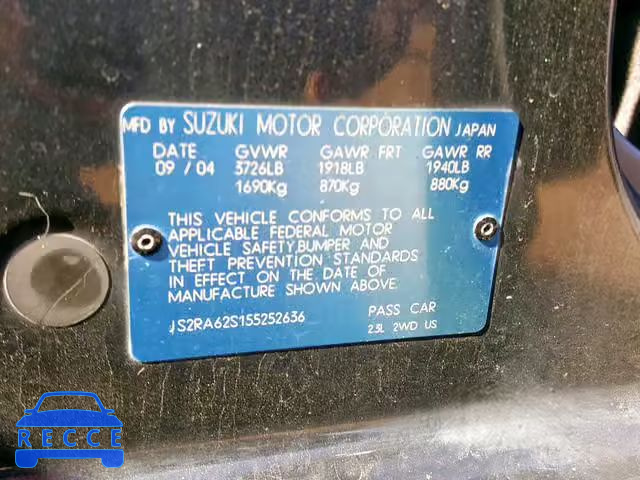 MFD BY SUZUKI MOTOR CORPORATION JAPAN
DATE GVWR GAWR FRT GAWR RR
09 / 04 3726LB 1918LB 1940LB
1690Kg 870Kg 880Kg
THIS VEHICLE CONFORMS TO ALL
APPLICABLE FEDERAL MOTOR
VEHICLE SAFETY,BUMPER AND
THEFT PREVENTION STANDARDS
IN EFFECT ON THE DATE OF
MANUFACTURE SHOWN ABOVE
JS2RA62S155252636 PASS CAR
2.3L 2WD US
RECCE